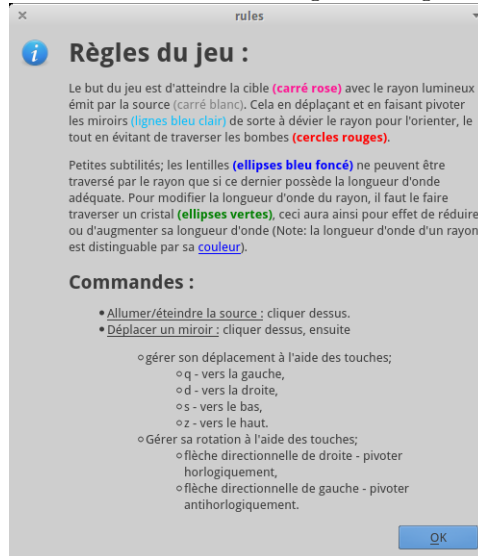 rules
Règles du jeu :
Le but du jeu est d'atteindre la cible (carré rose) avec le rayon lumineux
émit par la source (carré blanc). Cela en déplaçant et en faisant pivoter
les miroirs (lignes bleu clair) de sorte à dévier le rayon pour l'orienter, le
tout en évitant de traverser les bombes (cercles rouges).
Petites subtilités; les lentilles (ellipses bleu foncé) ne peuvent être
traversé par le rayon que si ce dernier possède la longueur d'onde
adéquate. Pour modifier la longueur d'onde du rayon, il faut le faire
traverser un cristal (ellipses vertes), ceci aura ainsi pour effet de réduire
ou d'augmenter sa longueur d'onde (Note: la longueur d'onde d'un rayon
est distinguable par sa couleur).
Commandes :
• Allumer/éteindre la source : cliquer dessus.
• Déplacer un miroir : cliquer dessus, ensuite
○ gérer son déplacement à l'aide des touches;
○ q - vers la gauche,
○ d - vers la droite,
○ s - vers le bas,
○ z - vers le haut.
○ Gérer sa rotation à l'aide des touches;
○ flèche directionnelle de droite - pivoter
horlogiquement,
○ flèche directionnelle de gauche - pivoter
antihorlogiquement.
OK